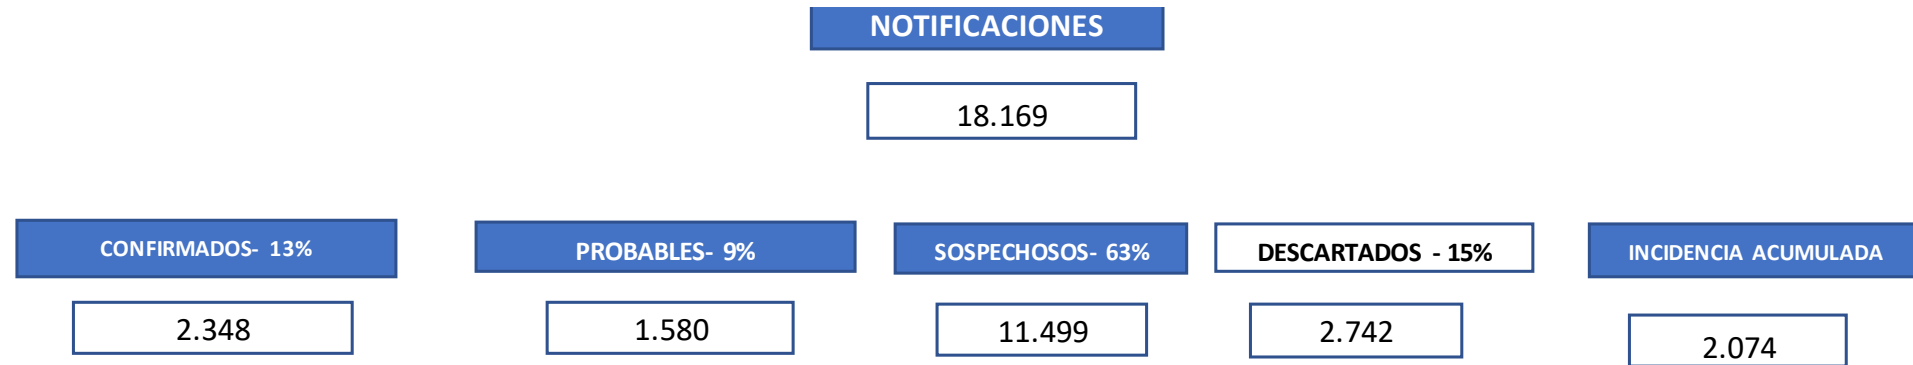 NOTIFICACIONES
18.169
CONFIRMADOS- 13%
PROBABLES- 9%
SOSPECHOSOS- 63%
DESCARTADOS - 15%
INCIDENCIA ACUMULADA
2.348
1.580
11.499
2.742
2.074